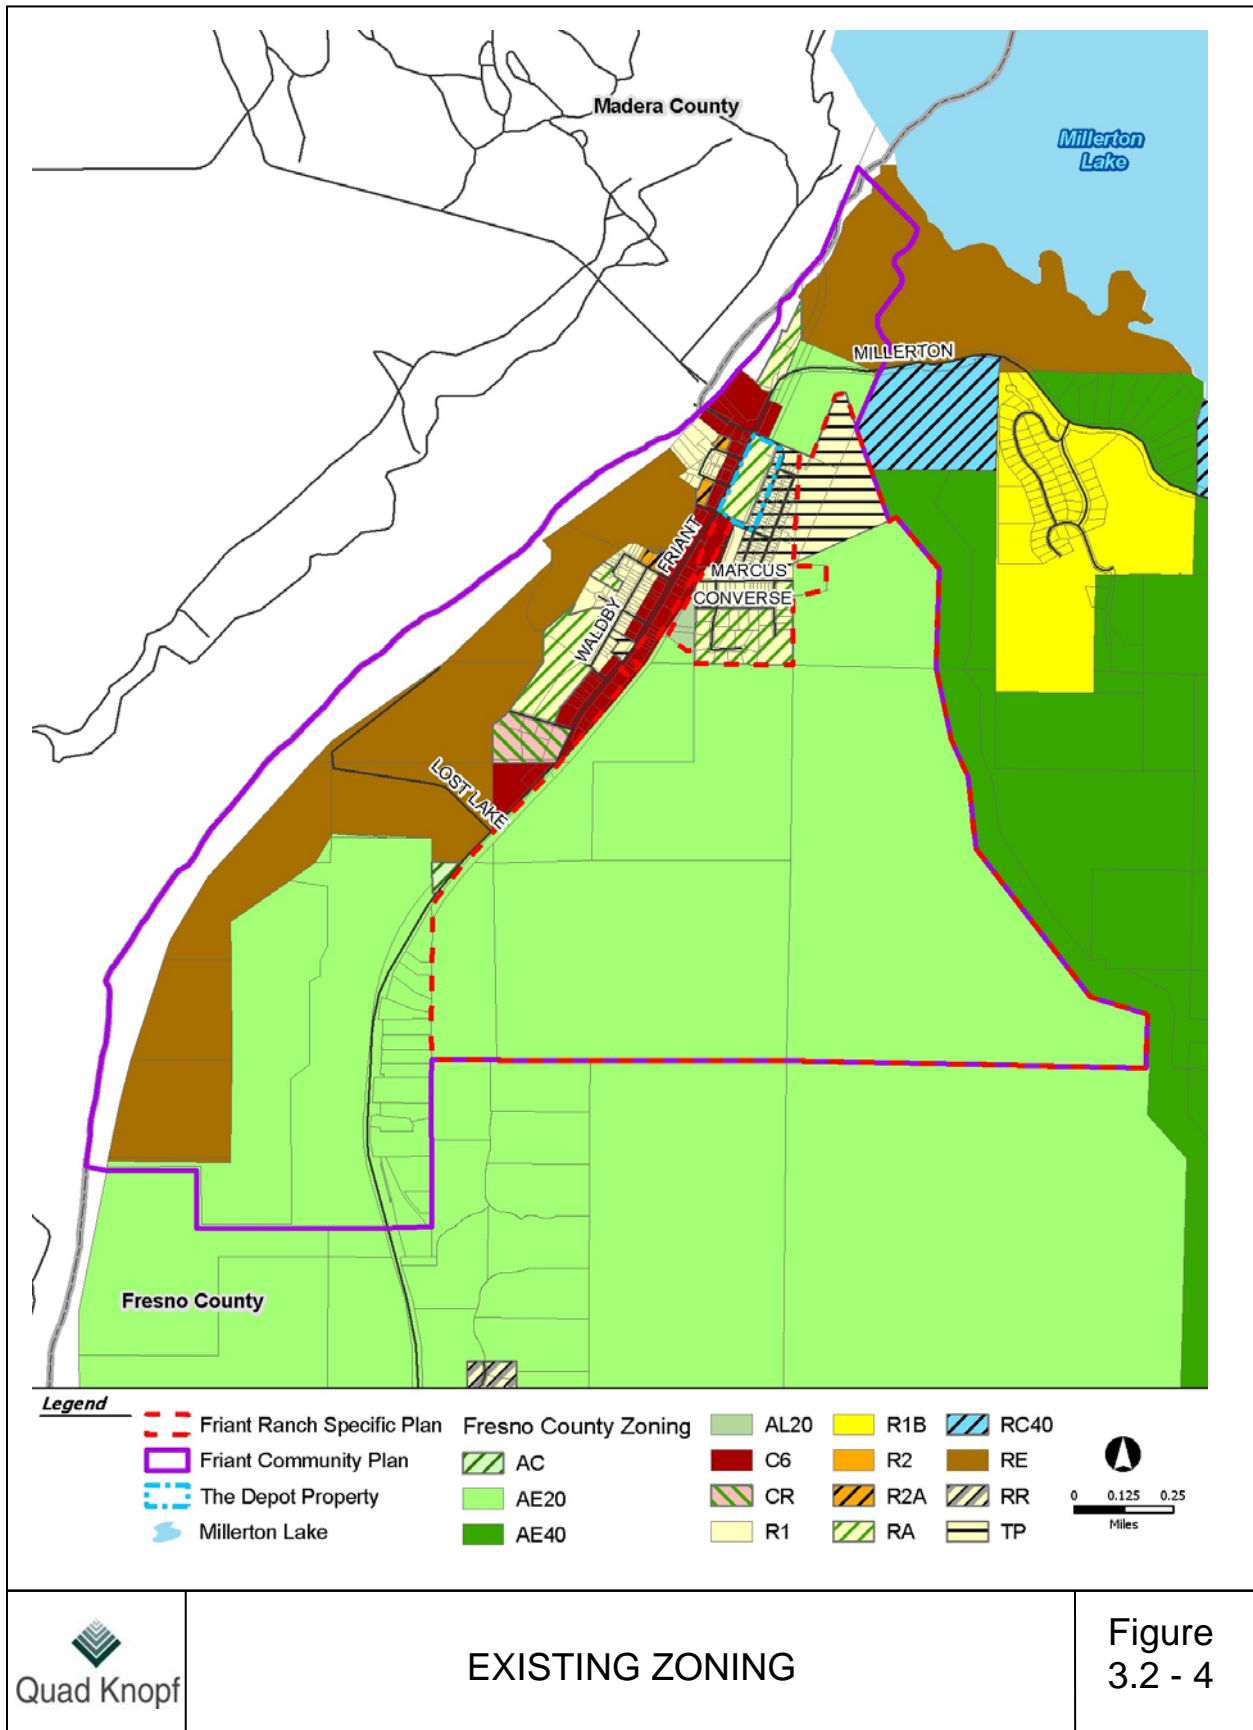 Madera County
Millerton
Lake
MILLERTON
FRIANT
MARCUS
CONVERSE
WALDBY
LOST LAKE
Fresno County
Legend
Friant Ranch Specific Plan
Friant Community Plan
The Depot Property
Millerton Lake
Fresno County Zoning
AC
AE20
AE40
AL20
C6
CR
R1
R1B
R2
R2A
RA
RC40
RE
RR
TP
0 0.125 0.25
Miles
Quad Knopf
EXISTING ZONING
Figure
3.2 - 4